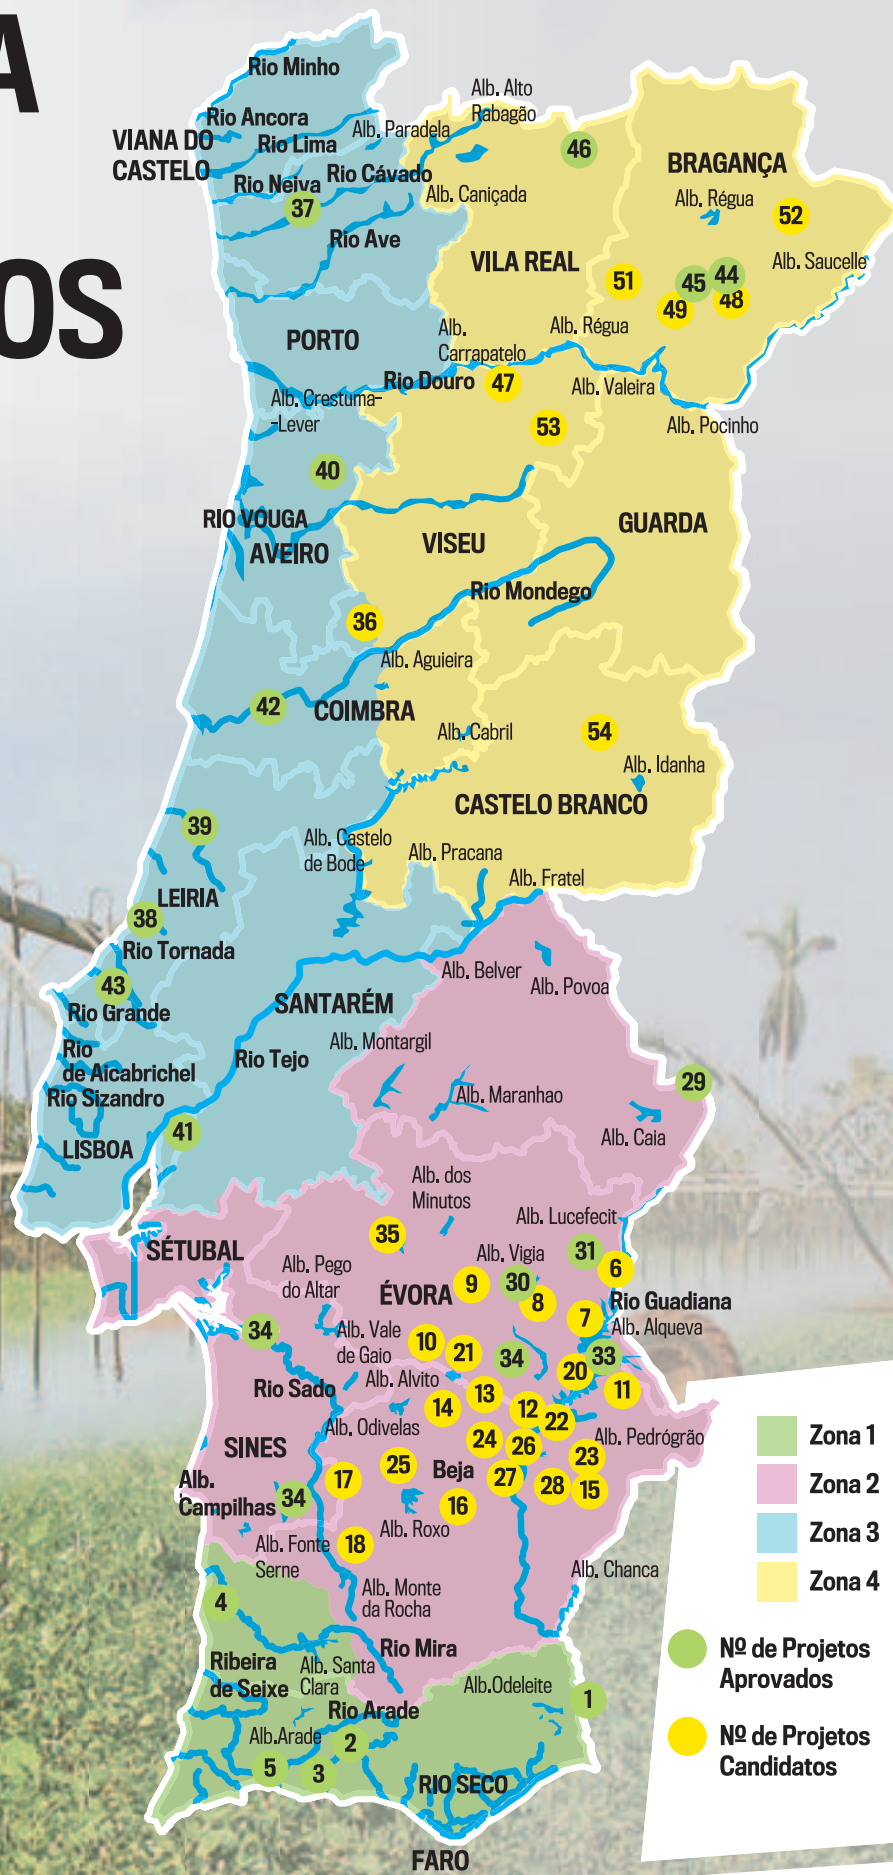 A
OS
Rio Minho
Alb. Alto
Rabagão
Rio Ancora
Alb. Paradela
VIANA DO
CASTELO
Rio Lima
46
BRAGANÇA
Rio Cávado
Rio Neiva
Alb. Caniçada
Alb. Régua
37
52
Rio Ave
VILA REAL
Alb. Saucelle
51
45
44
49
48
PORTO
Alb.
Carrapatelo
Alb. Régua
Rio Douro
47
Alb. Valeira
Alb. Crestuma-
-Lever
53
Alb. Pocinho
40
RIO VOUGA
GUARDA
AVEIRO
VISEU
Rio Mondego
36
Alb. Aguieira
42
COIMBRA
Alb. Cabril
54
Alb. Idanha
CASTELO BRANCO
39
Alb. Castelo
de Bode
Alb. Pracana
Alb. Fratel
LEIRIA
38
Rio Tornada
Alb. Belver
43
Alb. Povoa
Rio Grande
SANTARÉM
Rio
de Aicabrichel
Rio Tejo
Alb. Montargil
29
Rio Sizandro
Alb. Maranhao
41
Alb. Caia
LISBOA
Alb. dos
Minutos
Alb. Lucefecit
35
SÉTUBAL
Alb. Vigia
31
6
Alb. Pego
do Altar
9
30
ÉVORA
8
Rio Guadiana
7
Alb. Alqueva
34
Alb. Vale
de Gaio
10
21
34
33
20
Rio Sado
Alb. Alvito
13
11
14
12
22
Alb. Odivelas
24
26
Alb. Pedrógrão
SINES
23
25
Beja
17
27
28
15
Alb.
Campilhas
34
16
Alb. Roxo
18
Alb. Fonte
Serne
Alb. Chanca
4
Alb. Monte
da Rocha
Rio Mira
Ribeira
de Seixe
Alb. Santa
Clara
Alb.Odeleite
1
Rio Arade
Alb.Arade
2
5
3
RIO SECO
FARO
Zona 1
Zona 2
Zona 3
Zona 4
Nº de Projetos
Aprovados
Nº de Projetos
Candidatos